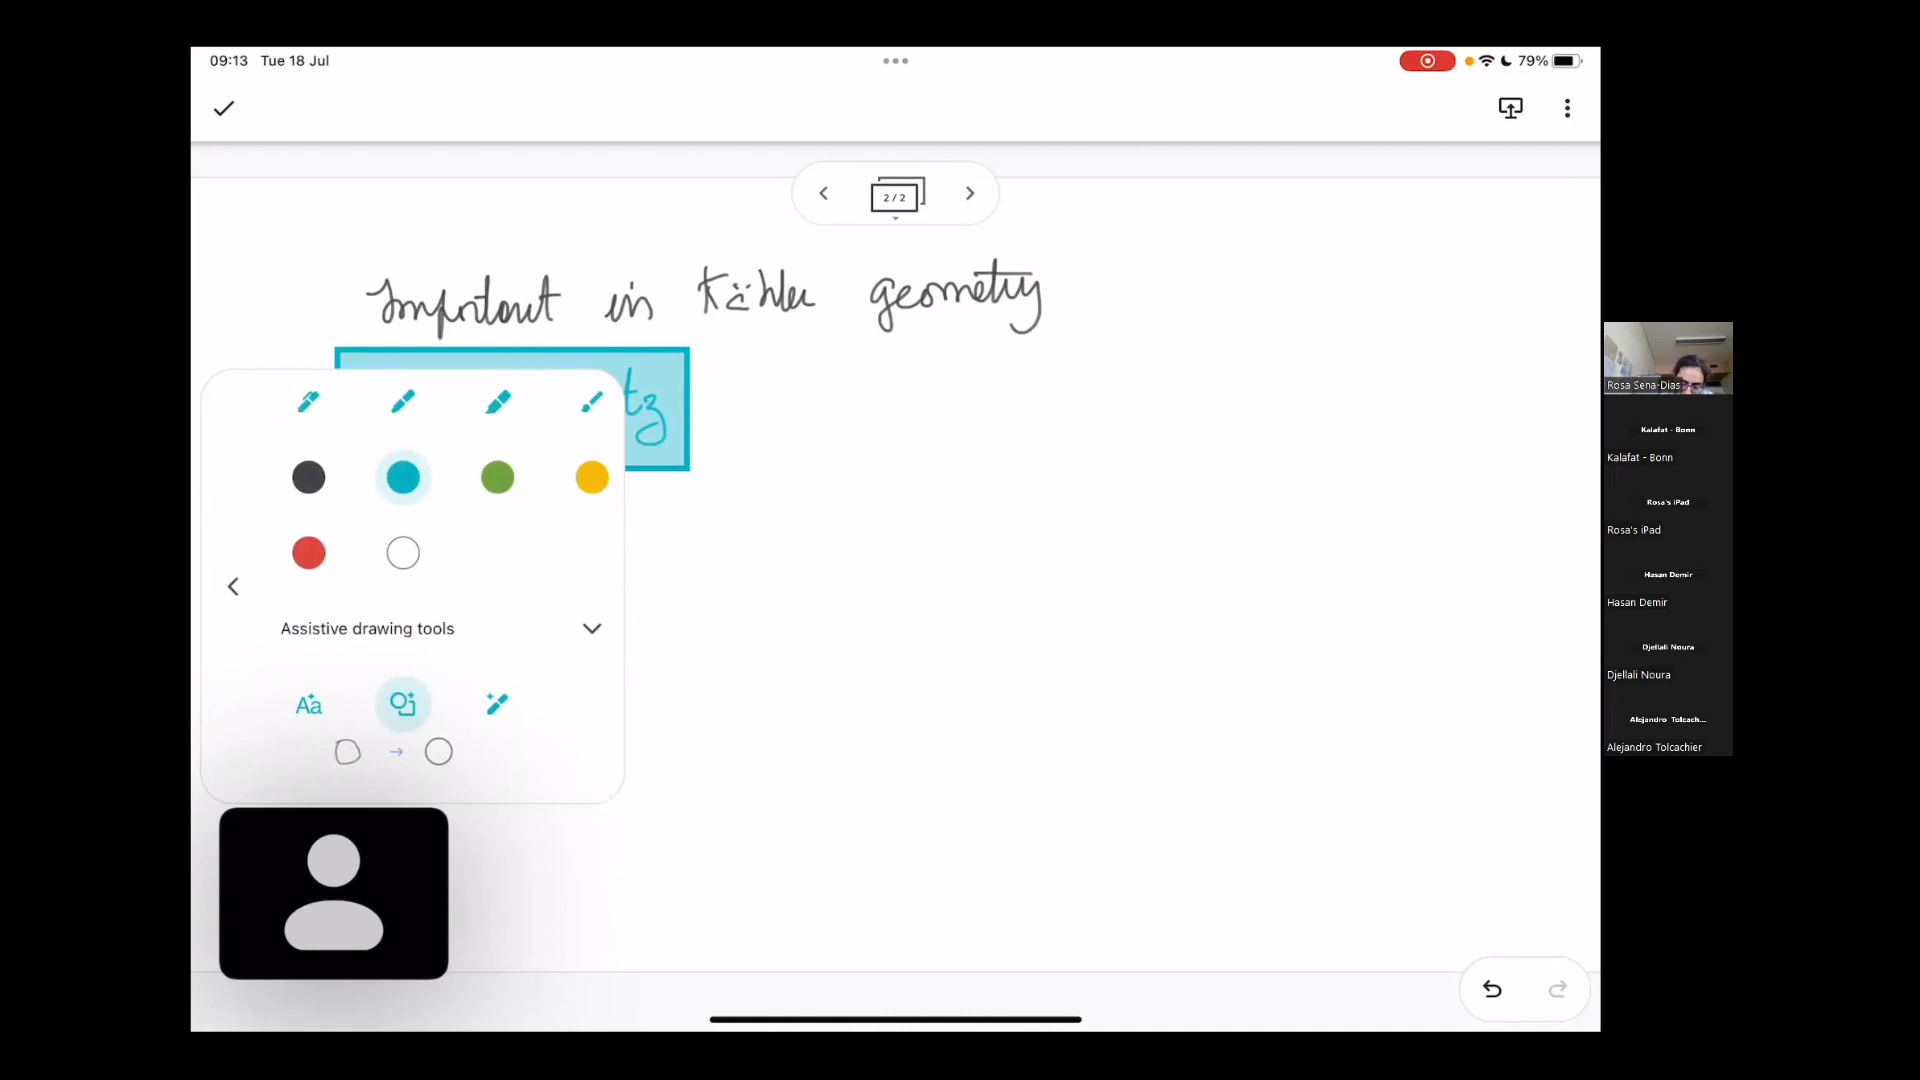 09:13 Tue 18 Jul
79%
2 / 2
Important in Kähler geometry
tz
Aa
Assistive drawing tools
Rosa Sena-Dias
Kalafat - Bonn
Kalafat - Bonn
Rosa's iPad
Rosa's iPad
Hasan Demir
Hasan Demir
Djellali Noura
Djellali Noura
Alejandro Tolcach...
Alejandro Tolcachier